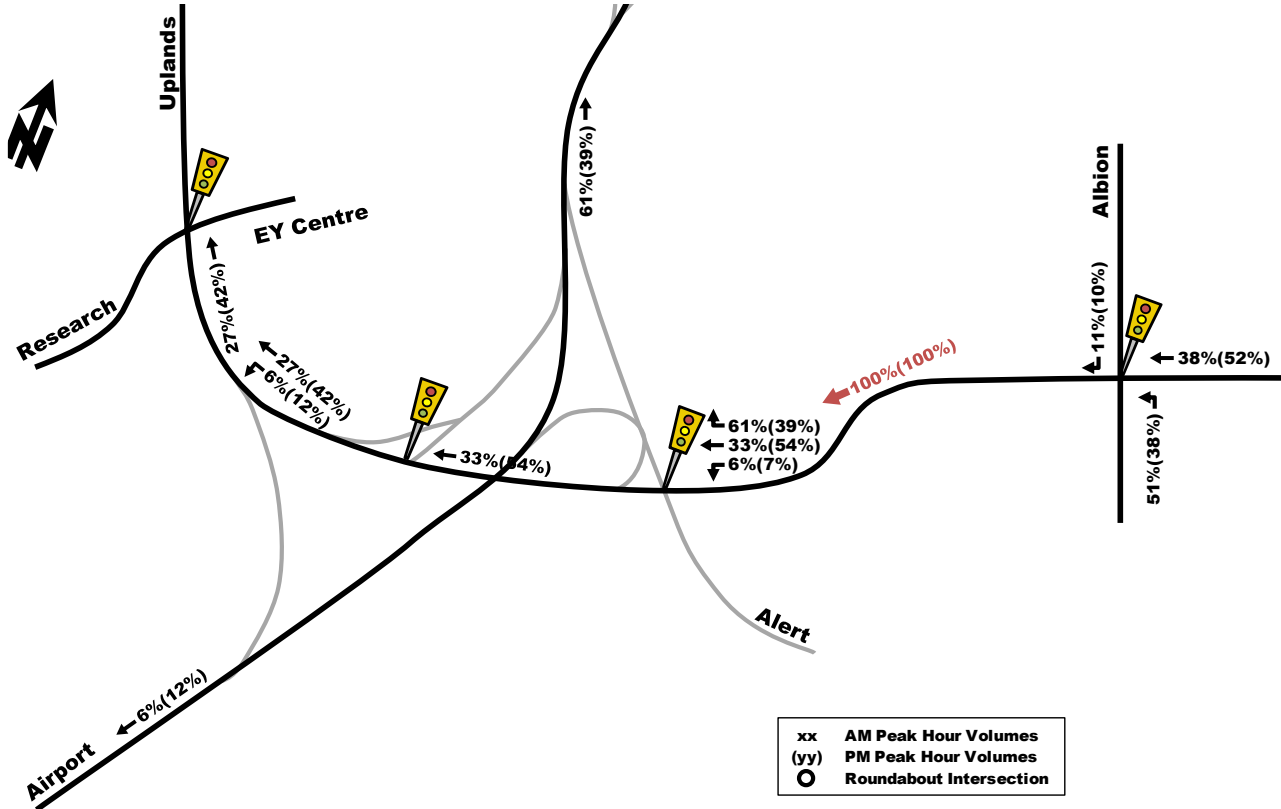 Uplands
EY Centre
Research
27%(42%)
27%(42%)
6%(12%)
33%(54%)
61%(39%)
61%(39%)
33%(54%)
6%(7%)
100%(100%)
Albion
11%(10%)
38%(52%)
51%(38%)
Alert
6%(12%)
Airport
xx AM Peak Hour Volumes
(yy) PM Peak Hour Volumes
Roundabout Intersection